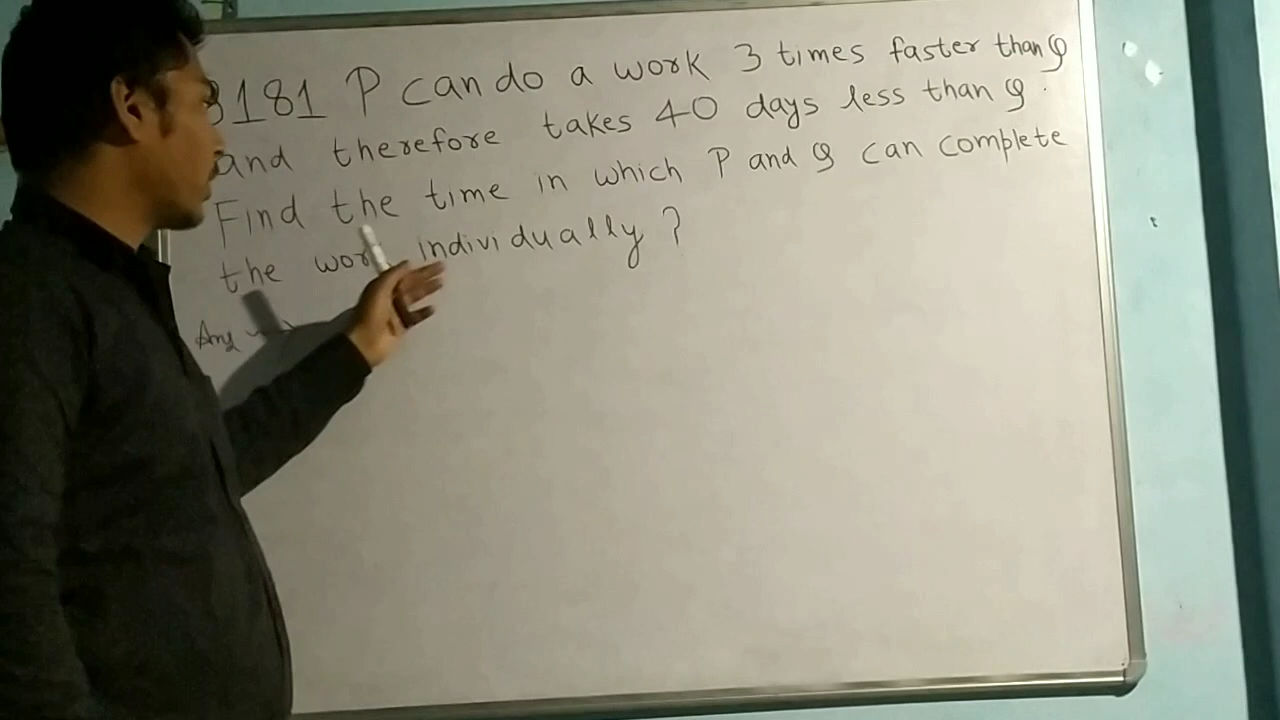 3181 P can do a work 3 times faster than Q
and therefore takes 40 days less than Q.
Find the time in which P and Q can complete
the work individually?
Ans →